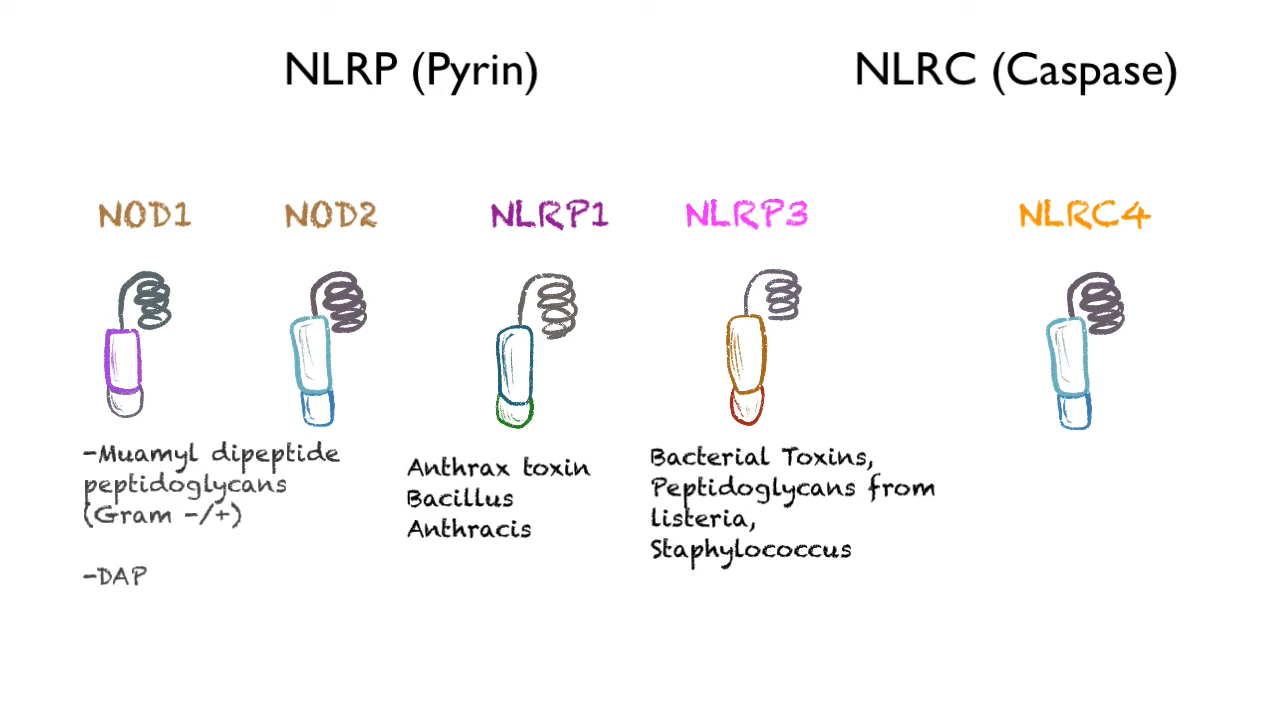 NLRP (Pyrin)
NLRC (Caspase)
NOD1
NOD2
NLRP1
NLRP3
NLRC4
-Muamyl dipeptide
peptidoglycans
(Gram -/+)
-DAP
Anthrax toxin
Bacillus
Anthracis
Bacterial Toxins,
Peptidoglycans from
listeria,
Staphylococcus